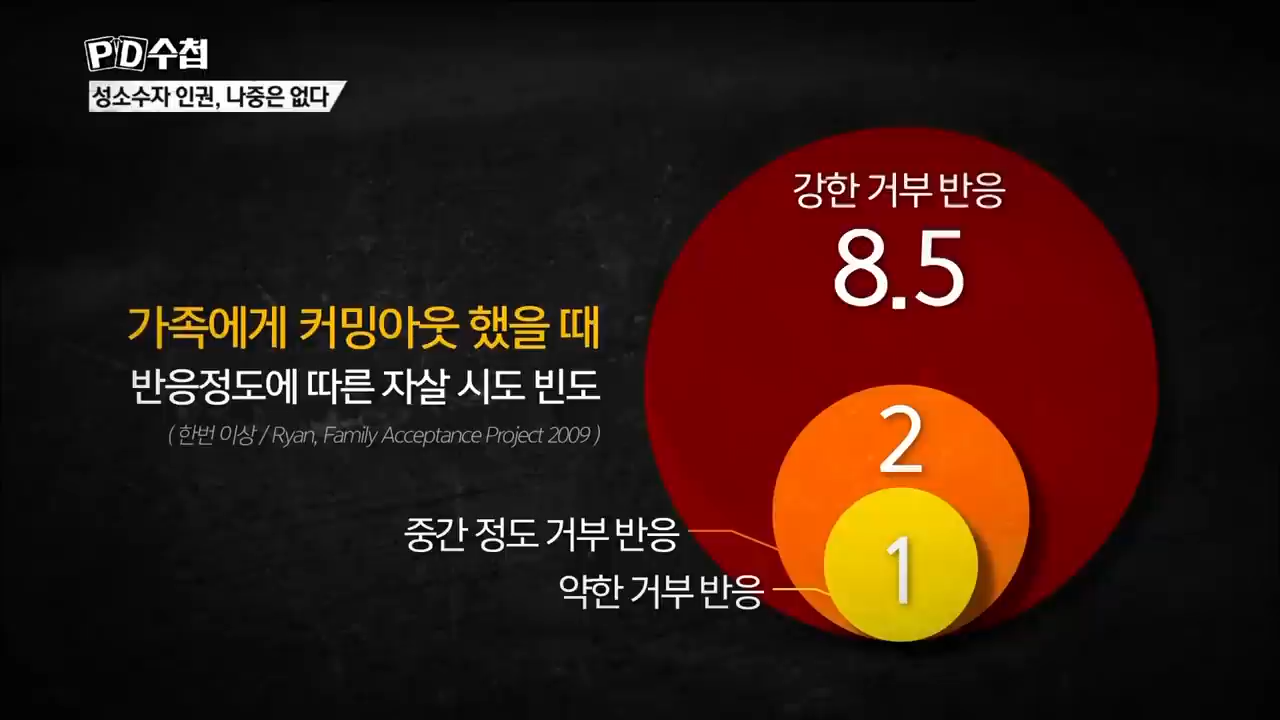 PD수첩
성소수자 인권, 나중은 없다
강한 거부 반응
8.5
가족에게 커밍아웃 했을 때
반응정도에 따른 자살 시도 빈도
( 한번 이상 / Ryan, Family Acceptance Project 2009 )
2
중간 정도 거부 반응
1
약한 거부 반응